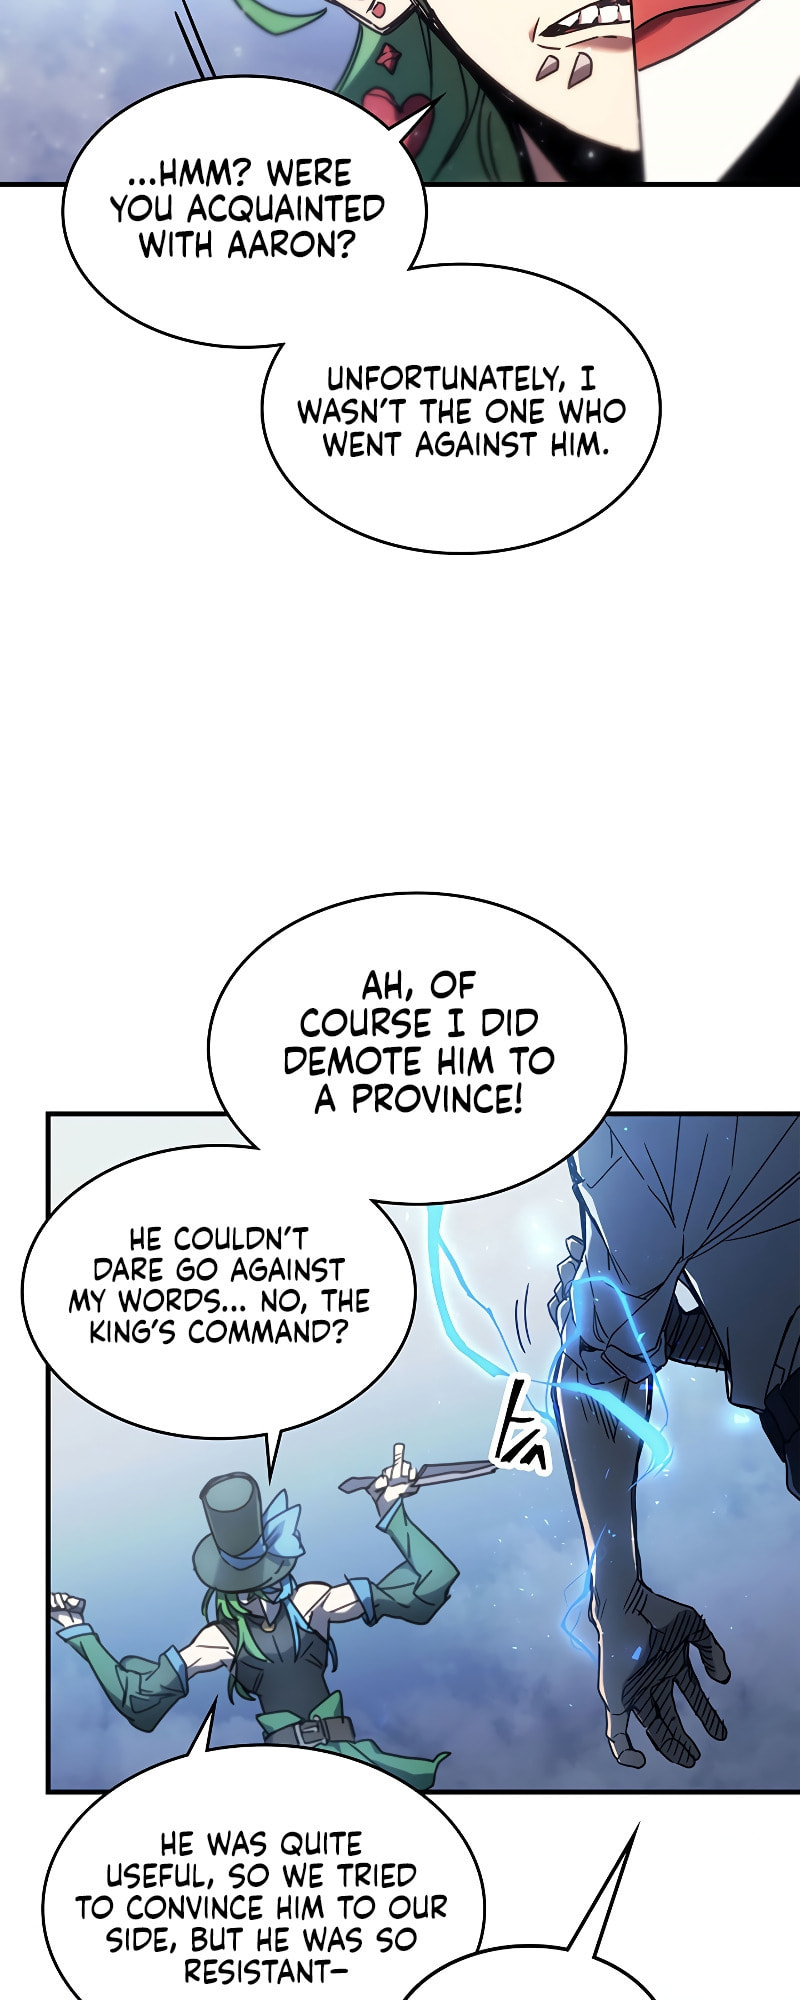 ...HMM? WERE
YOU ACQUAINTED
WITH AARON?
UNFORTUNATELY, I
WASN'T THE ONE WHO
WENT AGAINST HIM.
AH, OF
COURSE I DID
DEMOTE HIM TO
A PROVINCE!
HE COULDN'T
DARE GO AGAINST
MY WORDS... NO, THE
KING'S COMMAND?
HE WAS QUITE
USEFUL, SO WE TRIED
TO CONVINCE HIM TO OUR
SIDE, BUT HE WAS SO
RESISTANT-